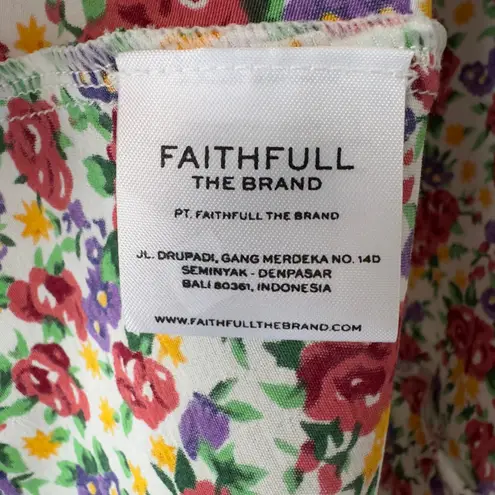 FAITHFULL
THE BRAND
PT. FAITHFULL THE BRAND
JL. DRUPADI, GANG MERDEKA NO. 14D
SEMINYAK - DENPASAR
BALI 80361, INDONESIA
WWW.FAITHFULLTHEBRAND.COM